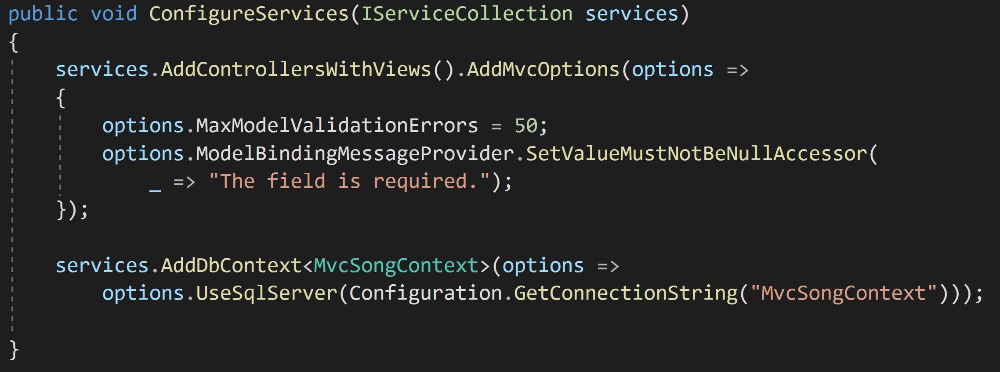 public void ConfigureServices(IServiceCollection services)
{
    services.AddControllersWithViews().AddMvcOptions(options =>
    {
        options.MaxModelValidationErrors = 50;
        options.ModelBindingMessageProvider.SetValueMustNotBeNullAccessor(
            _ => "The field is required.");
    });
    services.AddDbContext<MvcSongContext>(options =>
        options.UseSqlServer(Configuration.GetConnectionString("MvcSongContext")));
}